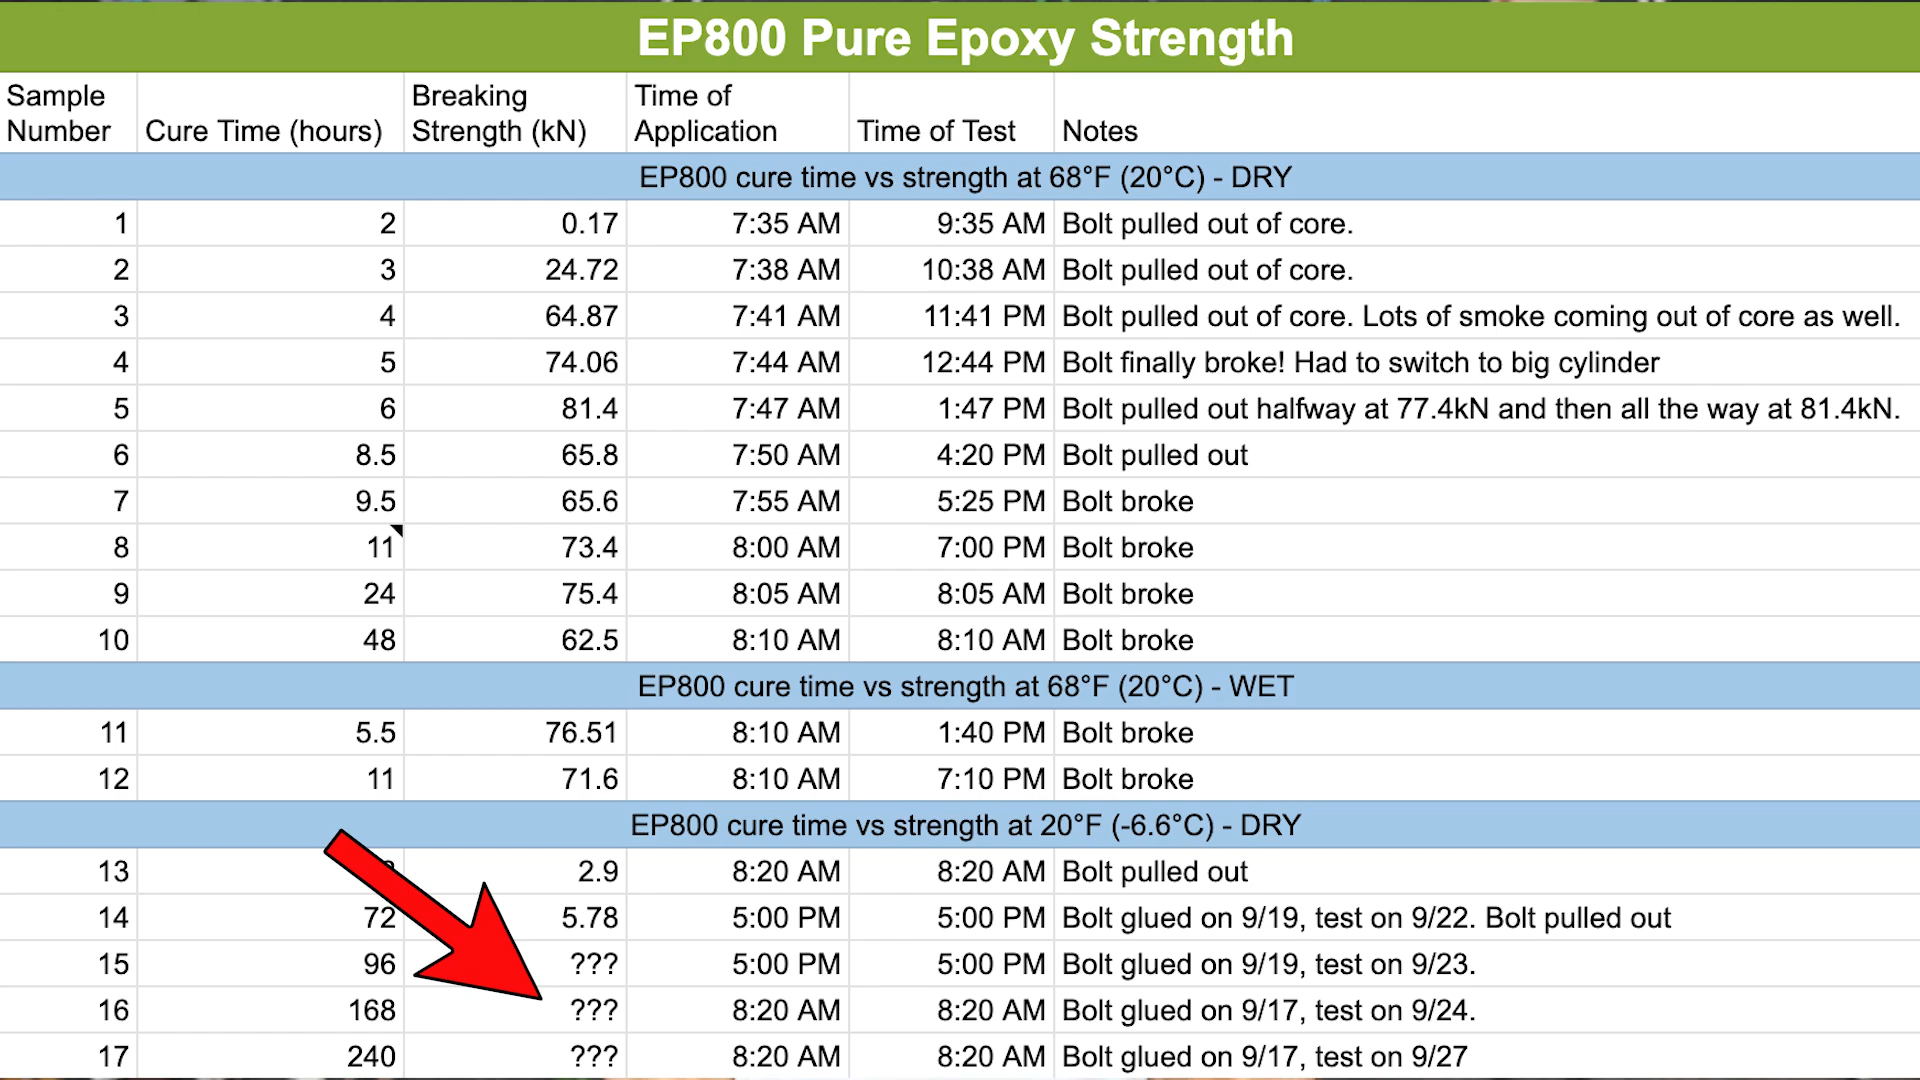 EP800 Pure Epoxy Strength
Sample Number Cure Time (hours) Breaking Strength (kN) Time of Application Time of Test Notes
EP800 cure time vs strength at 68°F (20°C) - DRY
1 2 0.17 7:35 AM 9:35 AM Bolt pulled out of core.
2 3 24.72 7:38 AM 10:38 AM Bolt pulled out of core.
3 4 64.87 7:41 AM 11:41 PM Bolt pulled out of core. Lots of smoke coming out of core as well.
4 5 74.06 7:44 AM 12:44 PM Bolt finally broke! Had to switch to big cylinder
5 6 81.4 7:47 AM 1:47 PM Bolt pulled out halfway at 77.4kN and then all the way at 81.4kN.
6 8.5 65.8 7:50 AM 4:20 PM Bolt pulled out
7 9.5 65.6 7:55 AM 5:25 PM Bolt broke
8 11 73.4 8:00 AM 7:00 PM Bolt broke
9 24 75.4 8:05 AM 8:05 AM Bolt broke
10 48 62.5 8:10 AM 8:10 AM Bolt broke
EP800 cure time vs strength at 68°F (20°C) - WET
11 5.5 76.51 8:10 AM 1:40 PM Bolt broke
12 11 71.6 8:10 AM 7:10 PM Bolt broke
EP800 cure time vs strength at 20°F (-6.6°C) - DRY
13 2.9 8:20 AM 8:20 AM Bolt pulled out
14 72 5.78 5:00 PM 5:00 PM Bolt glued on 9/19, test on 9/22. Bolt pulled out
15 96 ??? 5:00 PM 5:00 PM Bolt glued on 9/19, test on 9/23.
16 168 ??? 8:20 AM 8:20 AM Bolt glued on 9/17, test on 9/24.
17 240 ??? 8:20 AM 8:20 AM Bolt glued on 9/17, test on 9/27